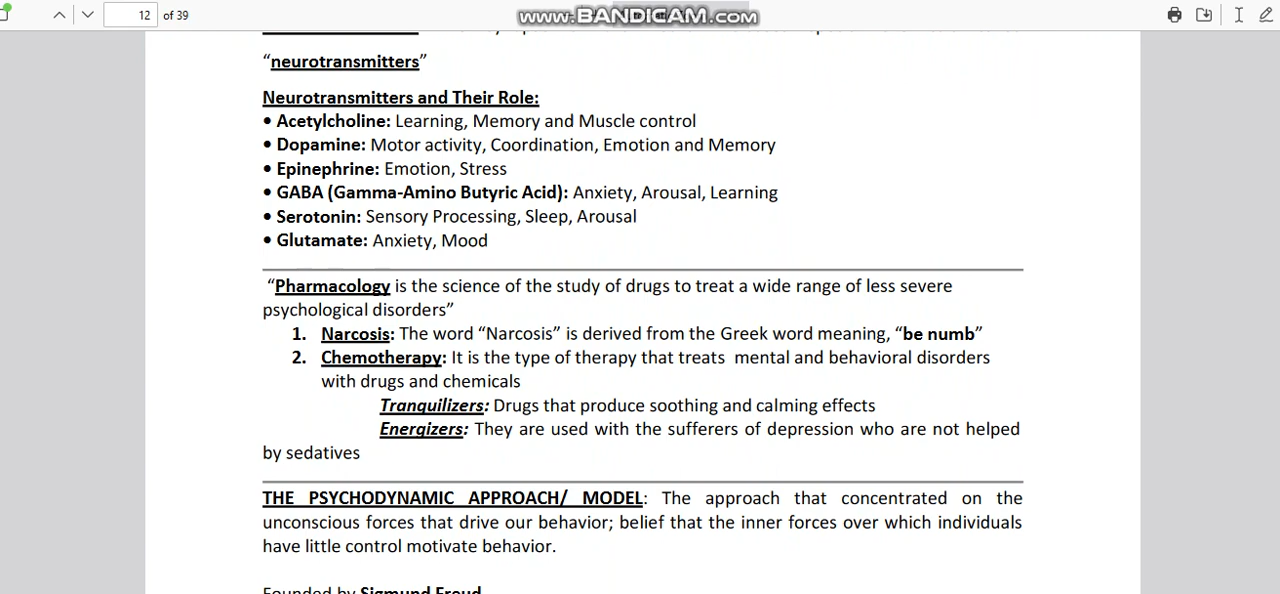 12 of 39
www.BANDICAM.com
“neurotransmitters”
Neurotransmitters and Their Role:
• Acetylcholine: Learning, Memory and Muscle control
• Dopamine: Motor activity, Coordination, Emotion and Memory
• Epinephrine: Emotion, Stress
• GABA (Gamma-Amino Butyric Acid): Anxiety, Arousal, Learning
• Serotonin: Sensory Processing, Sleep, Arousal
• Glutamate: Anxiety, Mood
“Pharmacology is the science of the study of drugs to treat a wide range of less severe
psychological disorders”
1. Narcosis: The word “Narcosis” is derived from the Greek word meaning, “be numb”
2. Chemotherapy: It is the type of therapy that treats mental and behavioral disorders
with drugs and chemicals
Tranquilizers: Drugs that produce soothing and calming effects
Energizers: They are used with the sufferers of depression who are not helped
by sedatives
THE PSYCHODYNAMIC APPROACH/ MODEL: The approach that concentrated on the
unconscious forces that drive our behavior; belief that the inner forces over which individuals
have little control motivate behavior.
Founded by Sigmund Freud